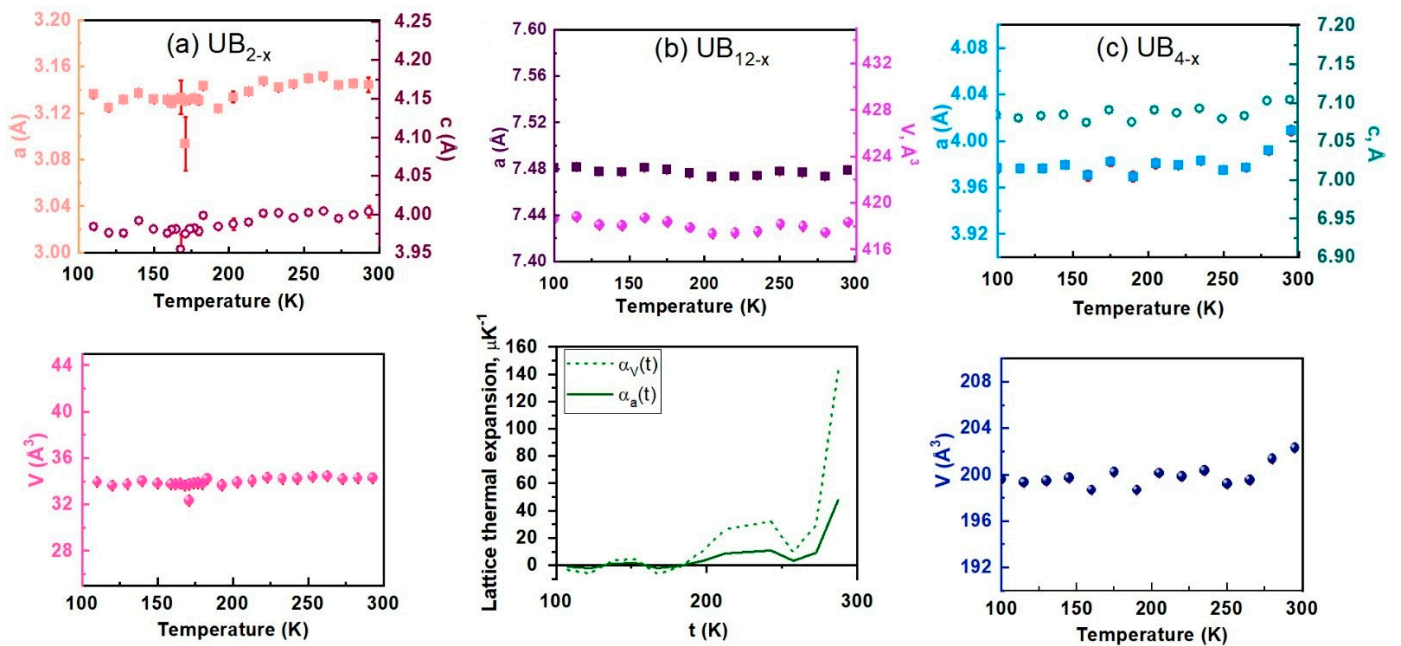 (a) UB2-x
3.20
3.16
3.12
3.08
3.04
3.00
a (Å)
4.25
4.20
4.15
4.10
4.05
4.00
3.95
c (Å)
100 150 200 250 300
Temperature (K)
(b) UB12-x
7.60
7.56
7.52
7.48
7.44
7.40
a (Å)
432
428
423
420
416
V, Å3
100 150 200 250 300
Temperature (K)
(c) UB4-x
4.08
4.04
4.00
3.96
3.92
a (Å)
7.20
7.15
7.10
7.05
7.00
6.95
6.90
c, Å
100 150 200 250 300
Temperature (K)
44
40
36
32
28
V (Å3)
100 150 200 250 300
Temperature (K)
160
140
120
100
80
60
40
20
0
Lattice thermal expansion, μK-1
αV(t)
αa(t)
100 200 300
t (K)
208
204
200
196
192
V (Å3)
100 150 200 250 300
Temperature (K)